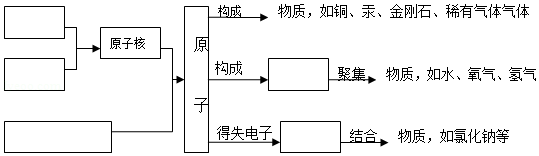 构成 物质，如铜、汞、金刚石、稀有气体气体
原子核
原子
构成 聚集 物质，如水、氧气、氢气
得失电子 结合 物质，如氯化钠等